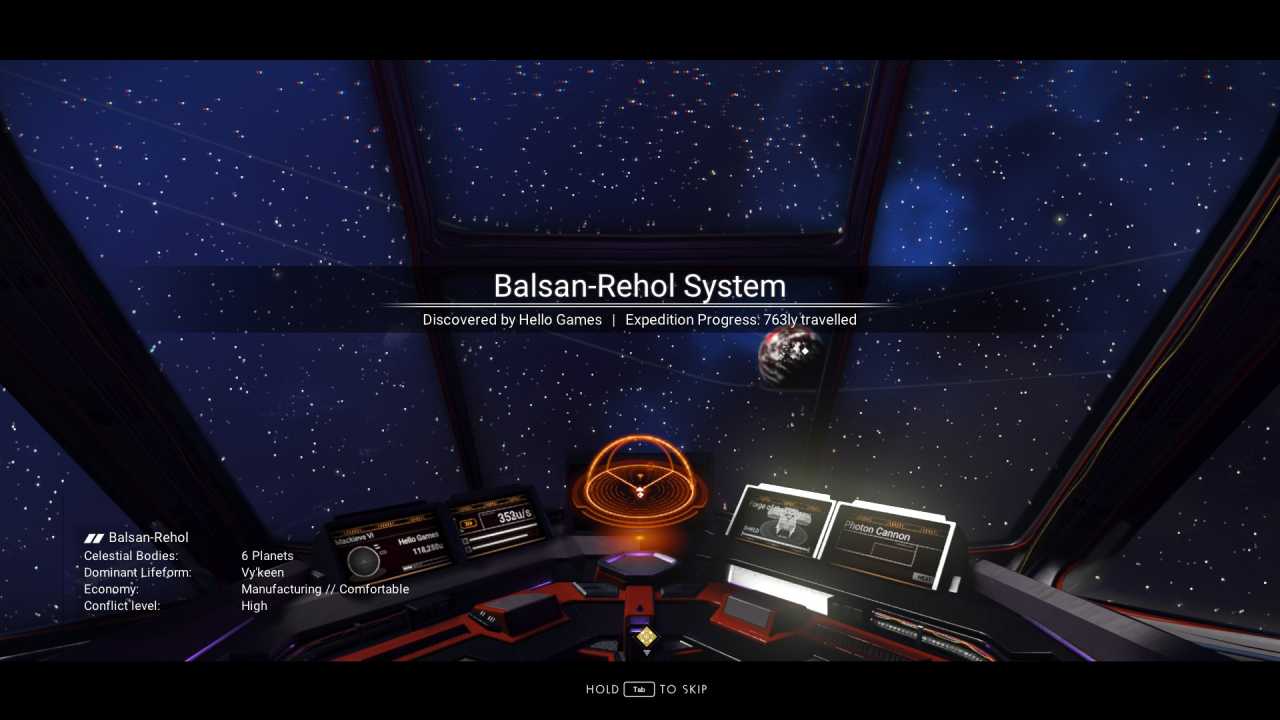 Balsan-Rehol System
Discovered by Hello Games | Expedition Progress: 763ly travelled
Balsan-Rehol
Celestial Bodies: 6 Planets
Dominant Lifeform: Vy'keen
Economy: Manufacturing // Comfortable
Conflict level: High
Hello Games
353u/s
SHIELD
Photon Cannon
HOLD Tab TO SKIP